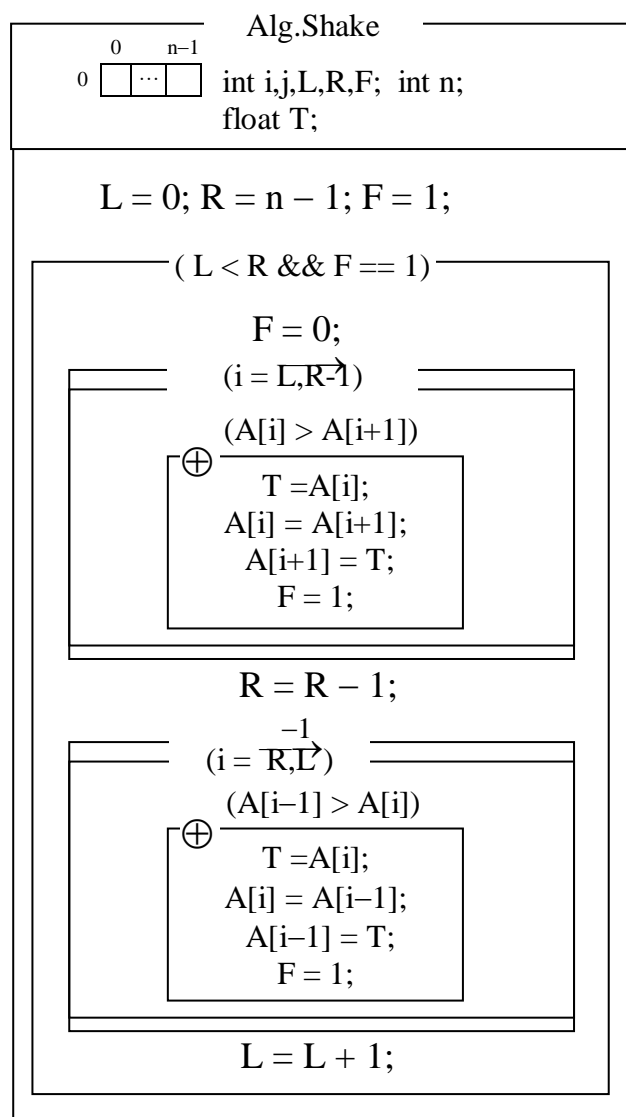 Alg.Shake
0 n–1
0 ... int i,j,L,R,F; int n;
float T;
L = 0; R = n − 1; F = 1;
( L < R && F == 1)
F = 0;
(i = L,R-1)
(A[i] > A[i+1])
⊕
T =A[i];
A[i] = A[i+1];
A[i+1] = T;
F = 1;
R = R − 1;
−1
(i = R,L )
(A[i−1] > A[i])
⊕
T =A[i];
A[i] = A[i−1];
A[i−1] = T;
F = 1;
L = L + 1;